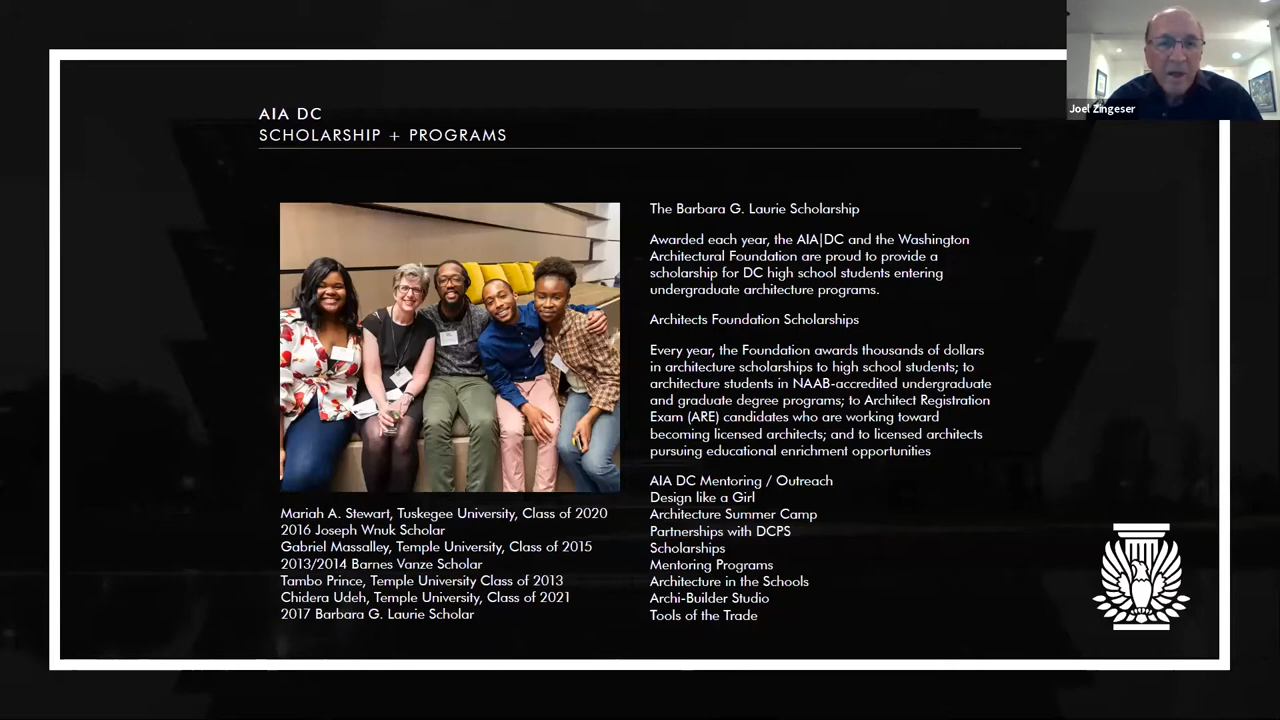 Joel Zingeser
AIA DC
SCHOLARSHIP + PROGRAMS
Mariah A. Stewart, Tuskegee University, Class of 2020
2016 Joseph Wnuk Scholar
Gabriel Massalley, Temple University, Class of 2015
2013/2014 Barnes Vanze Scholar
Tambo Prince, Temple University Class of 2013
Chidera Udeh, Temple University, Class of 2021
2017 Barbara G. Laurie Scholar
The Barbara G. Laurie Scholarship
Awarded each year, the AIA|DC and the Washington
Architectural Foundation are proud to provide a
scholarship for DC high school students entering
undergraduate architecture programs.
Architects Foundation Scholarships
Every year, the Foundation awards thousands of dollars
in architecture scholarships to high school students; to
architecture students in NAAB-accredited undergraduate
and graduate degree programs; to Architect Registration
Exam (ARE) candidates who are working toward
becoming licensed architects; and to licensed architects
pursuing educational enrichment opportunities
AIA DC Mentoring / Outreach
Design like a Girl
Architecture Summer Camp
Partnerships with DCPS
Scholarships
Mentoring Programs
Architecture in the Schools
Archi-Builder Studio
Tools of the Trade